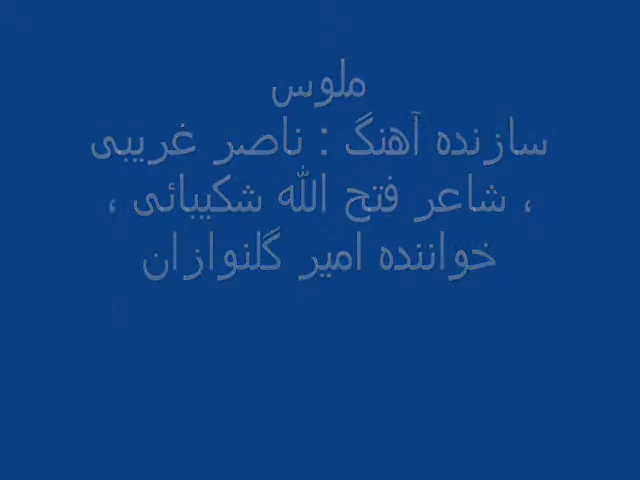 ملوس
سازنده آهنگ : ناصر غریبی
، شاعر فتح الله شکیبائی ،
خواننده امیر گلنوازان